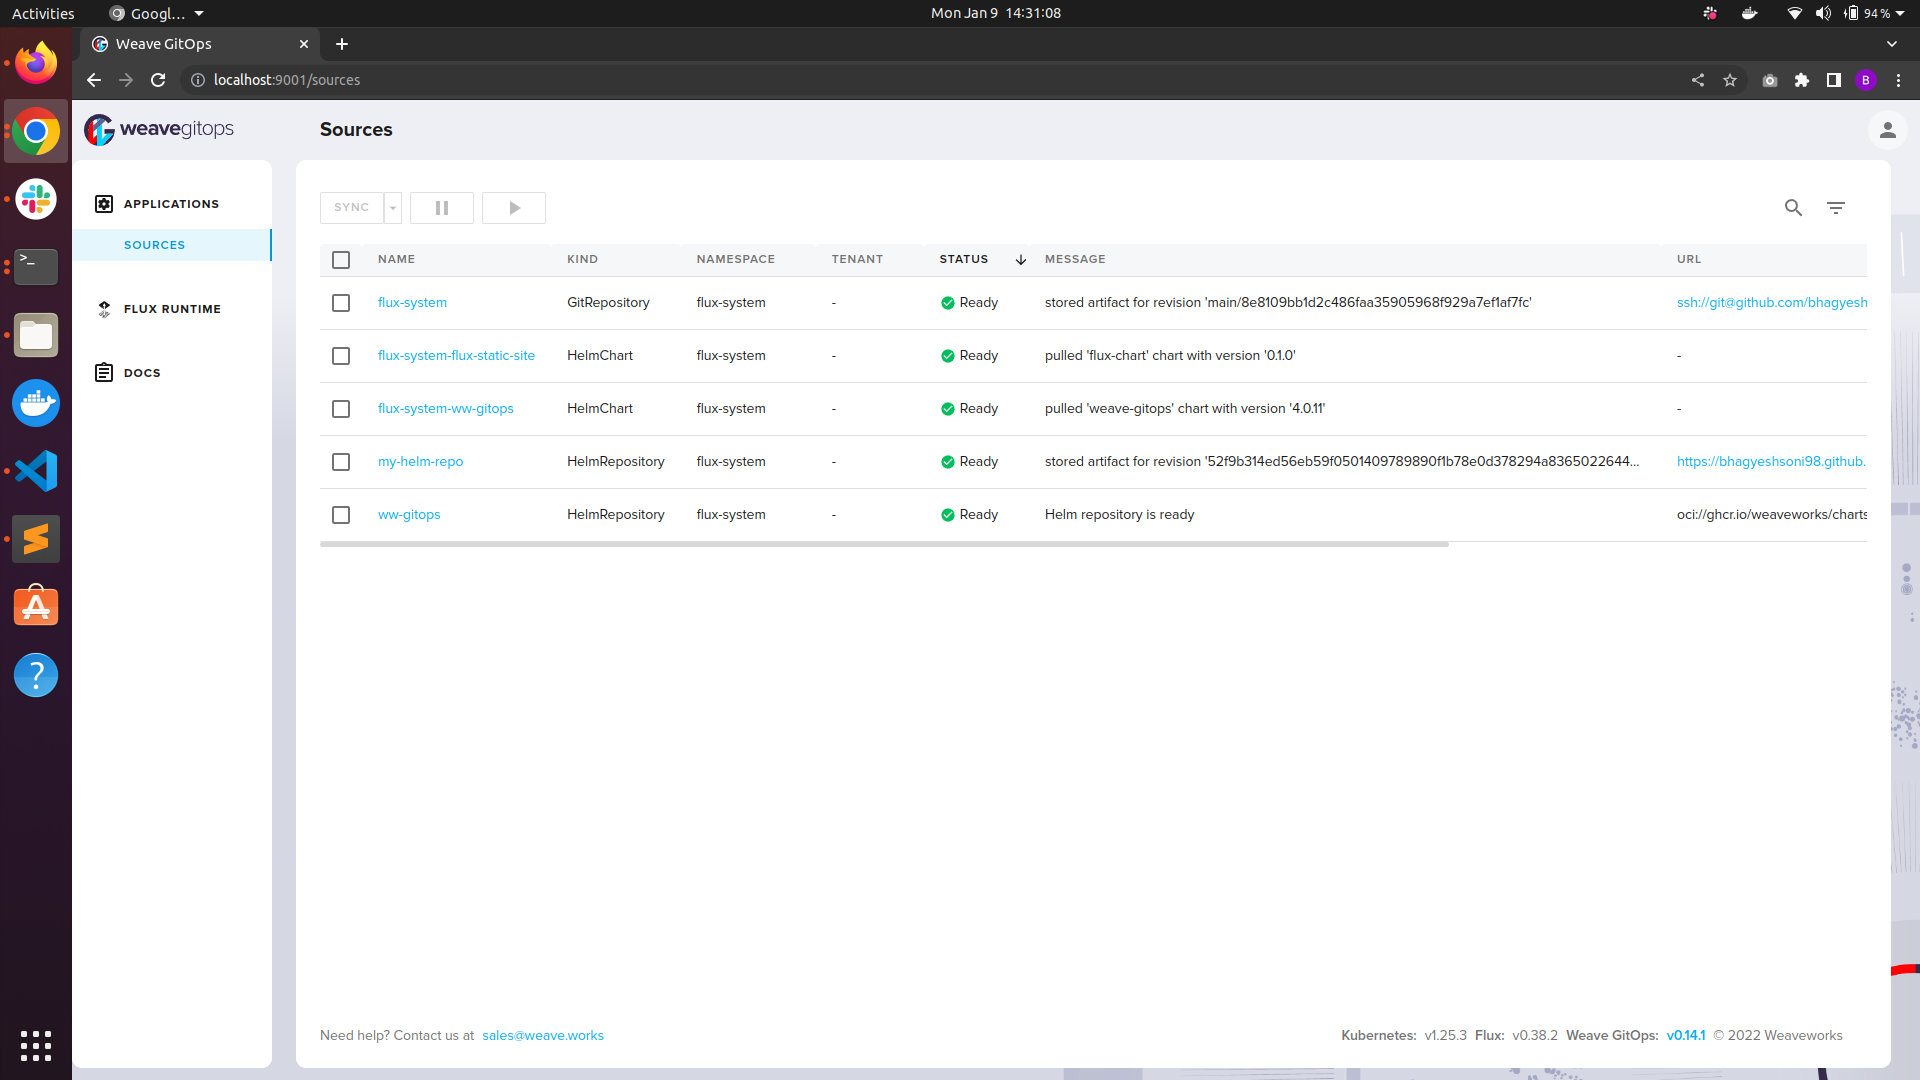 Activities Googl... Mon Jan 9 14:31:08 94 %
Weave GitOps
localhost:9001/sources B
weavegitops Sources
SYNC
APPLICATIONS
SOURCES
FLUX RUNTIME
DOCS
NAME KIND NAMESPACE TENANT STATUS MESSAGE URL
flux-system GitRepository flux-system - Ready stored artifact for revision 'main/8e8109bb1d2c486faa35905968f929a7ef1af7fc' ssh://git@github.com/bhagyesh
flux-system-flux-static-site HelmChart flux-system - Ready pulled 'flux-chart' chart with version '0.1.0' -
flux-system-ww-gitops HelmChart flux-system - Ready pulled 'weave-gitops' chart with version '4.0.11' -
my-helm-repo HelmRepository flux-system - Ready stored artifact for revision '52f9b314ed56eb59f0501409789890f1b78e0d378294a8365022644... https://bhagyeshsoni98.github.
ww-gitops HelmRepository flux-system - Ready Helm repository is ready oci://ghcr.io/weaveworks/charts
Need help? Contact us at sales@weave.works Kubernetes: v1.25.3 Flux: v0.38.2 Weave GitOps: v0.14.1 © 2022 Weaveworks